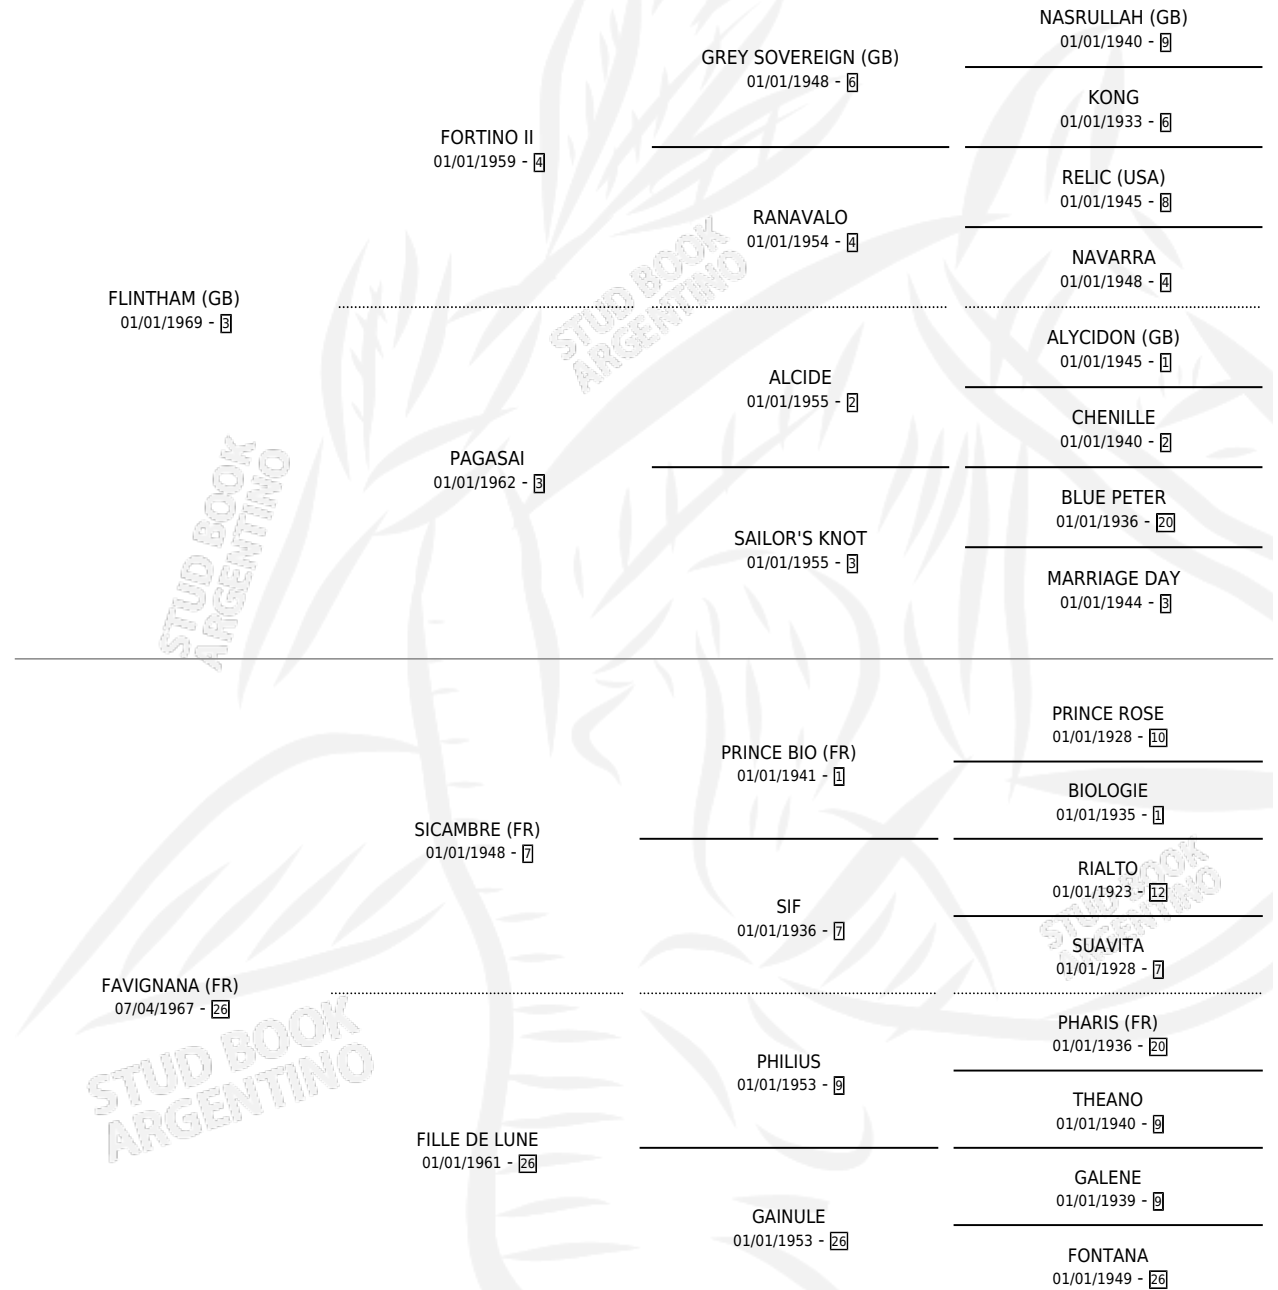 NASRULLAH (GB)
01/01/1940 - 9
GREY SOVEREIGN (GB)
01/01/1948 - 6
KONG
01/01/1933 - 6
FORTINO II
01/01/1959 - 4
RELIC (USA)
01/01/1945 - 8
RANAVALO
01/01/1954 - 4
NAVARRA
01/01/1948 - 4
FLINTHAM (GB)
01/01/1969 - 3
ALYCIDON (GB)
01/01/1945 - 1
ALCIDE
01/01/1955 - 2
CHENILLE
01/01/1940 - 2
PAGASAI
01/01/1962 - 3
BLUE PETER
01/01/1936 - 20
SAILOR'S KNOT
01/01/1955 - 3
MARRIAGE DAY
01/01/1944 - 3
PRINCE ROSE
01/01/1928 - 10
PRINCE BIO (FR)
01/01/1941 - 1
BIOLOGIE
01/01/1935 - 1
SICAMBRE (FR)
01/01/1948 - 7
RIALTO
01/01/1923 - 12
SIF
01/01/1936 - 7
SUAVITA
01/01/1928 - 7
FAVIGNANA (FR)
07/04/1967 - 26
PHARIS (FR)
01/01/1936 - 20
PHILIUS
01/01/1953 - 9
THEANO
01/01/1940 - 9
FILLE DE LUNE
01/01/1961 - 26
GALENE
01/01/1939 - 9
GAINULE
01/01/1953 - 26
FONTANA
01/01/1949 - 26
STUD BOOK
ARGENTINO
STUD BOOK
ARGENTINO
STUD BOOK
ARGENTINO
STUD BOOK
ARGENTINO